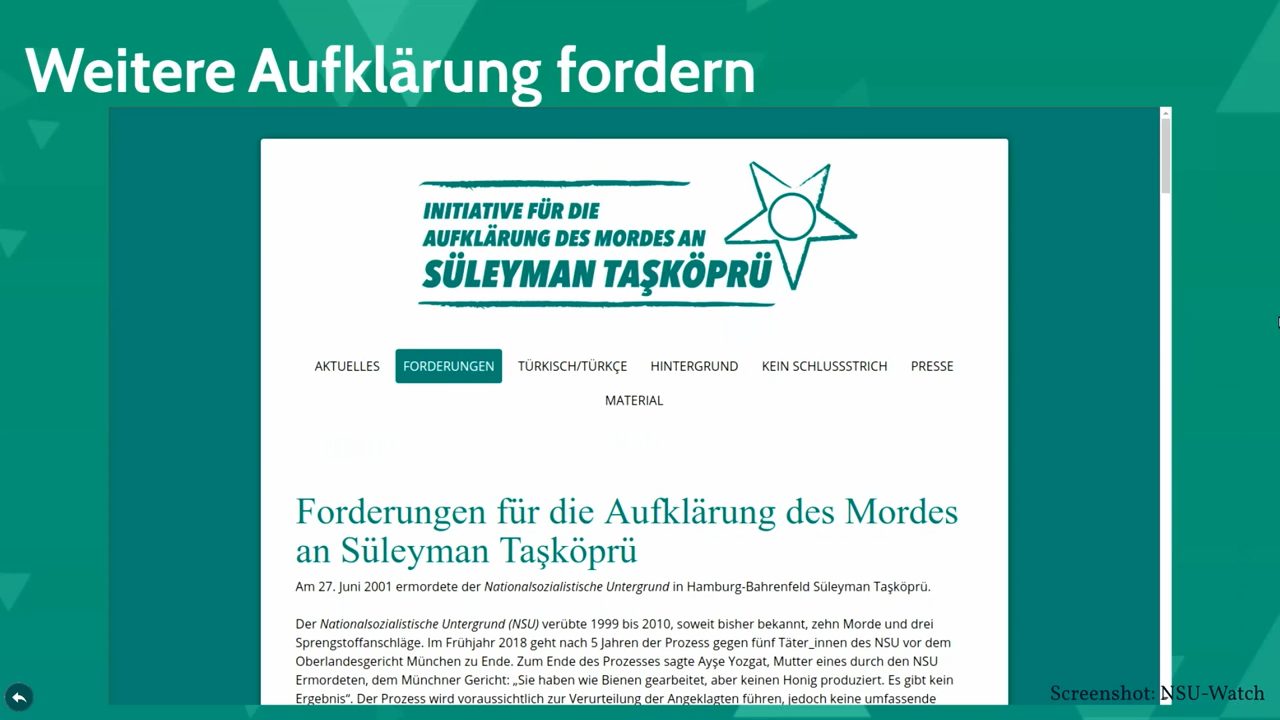 Weitere Aufklärung fordern
INITIATIVE FÜR DIE
AUFKLÄRUNG DES MORDES AN
SÜLEYMAN TAŞKÖPRÜ
AKTUELLES FORDERUNGEN TÜRKISCH/TÜRKÇE HINTERGRUND KEIN SCHLUSSSTRICH PRESSE
MATERIAL
Forderungen für die Aufklärung des Mordes
an Süleyman Taşköprü
Am 27. Juni 2001 ermordete der Nationalsozialistische Untergrund in Hamburg-Bahrenfeld Süleyman Taşköprü.
Der Nationalsozialistische Untergrund (NSU) verübte 1999 bis 2010, soweit bisher bekannt, zehn Morde und drei
Sprengstoffanschläge. Im Frühjahr 2018 geht nach 5 Jahren der Prozess gegen fünf Täter_innen des NSU vor dem
Oberlandesgericht München zu Ende. Zum Ende des Prozesses sagte Ayşe Yozgat, Mutter eines durch den NSU
Ermordeten, dem Münchner Gericht: „Sie haben wie Bienen gearbeitet, aber keinen Honig produziert. Es gibt kein
Ergebnis“. Der Prozess wird voraussichtlich zur Verurteilung der Angeklagten führen, jedoch keine umfassende
Screenshot: NSU-Watch